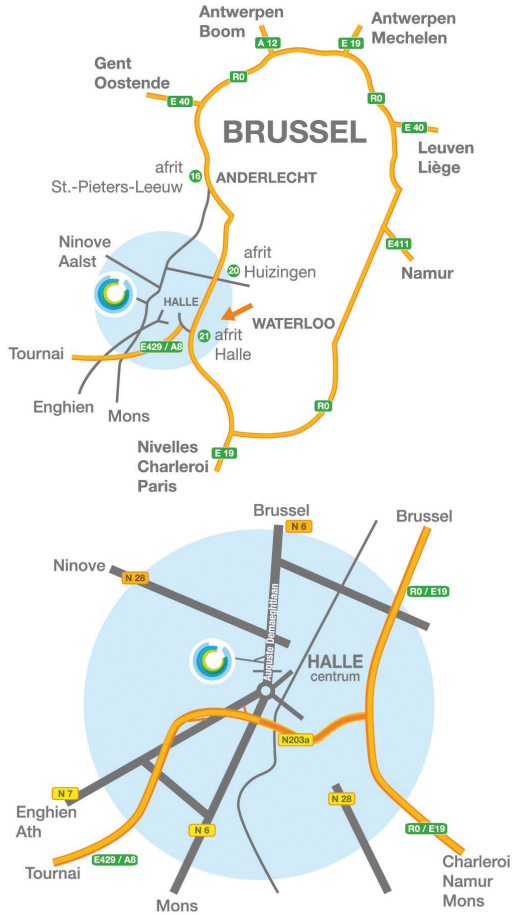 Antwerpen
Boom
Antwerpen
Mechelen
A 12
E 19
R0
Gent
Oostende
E 40
R0
BRUSSEL
E 40
Leuven
Liège
afrit
St.-Pieters-Leeuw
16
ANDERLECHT
Ninove
Aalst
E411
Namur
20
afrit
Huizingen
HALLE
WATERLOO
21
afrit
Halle
Tournai
E429 / A8
Enghien
Mons
R0
Nivelles
Charleroi
Paris
E 19
Brussel
N 6
Brussel
Ninove
N 28
R0 / E19
Auguste Demaeghtlaan
HALLE
centrum
N203a
N 7
Enghien
Ath
N 6
N 28
R0 / E19
Tournai
E429 / A8
Mons
Charleroi
Namur
Mons